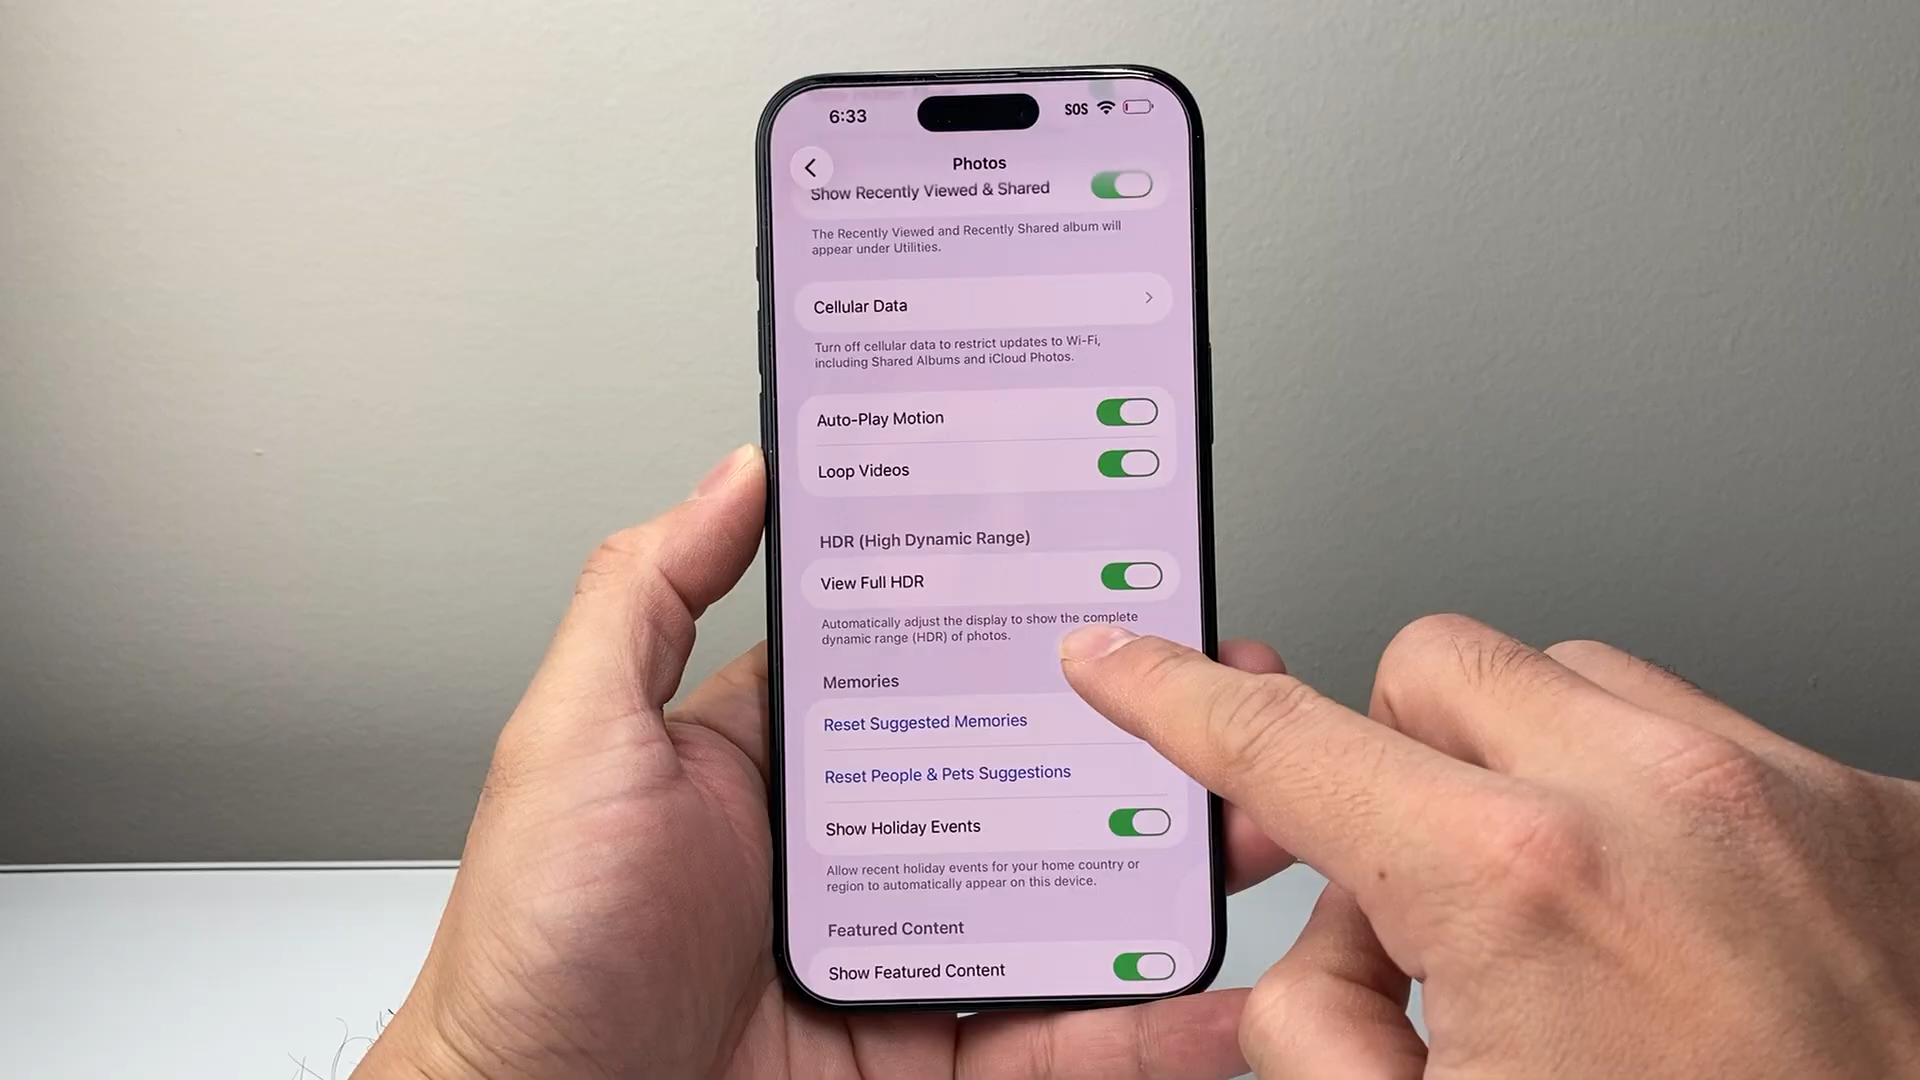 6:33
SOS
Photos
Show Recently Viewed & Shared
The Recently Viewed and Recently Shared album will
appear under Utilities.
Cellular Data
Turn off cellular data to restrict updates to Wi-Fi,
including Shared Albums and iCloud Photos.
Auto-Play Motion
Loop Videos
HDR (High Dynamic Range)
View Full HDR
Automatically adjust the display to show the complete
dynamic range (HDR) of photos.
Memories
Reset Suggested Memories
Reset People & Pets Suggestions
Show Holiday Events
Allow recent holiday events for your home country or
region to automatically appear on this device.
Featured Content
Show Featured Content